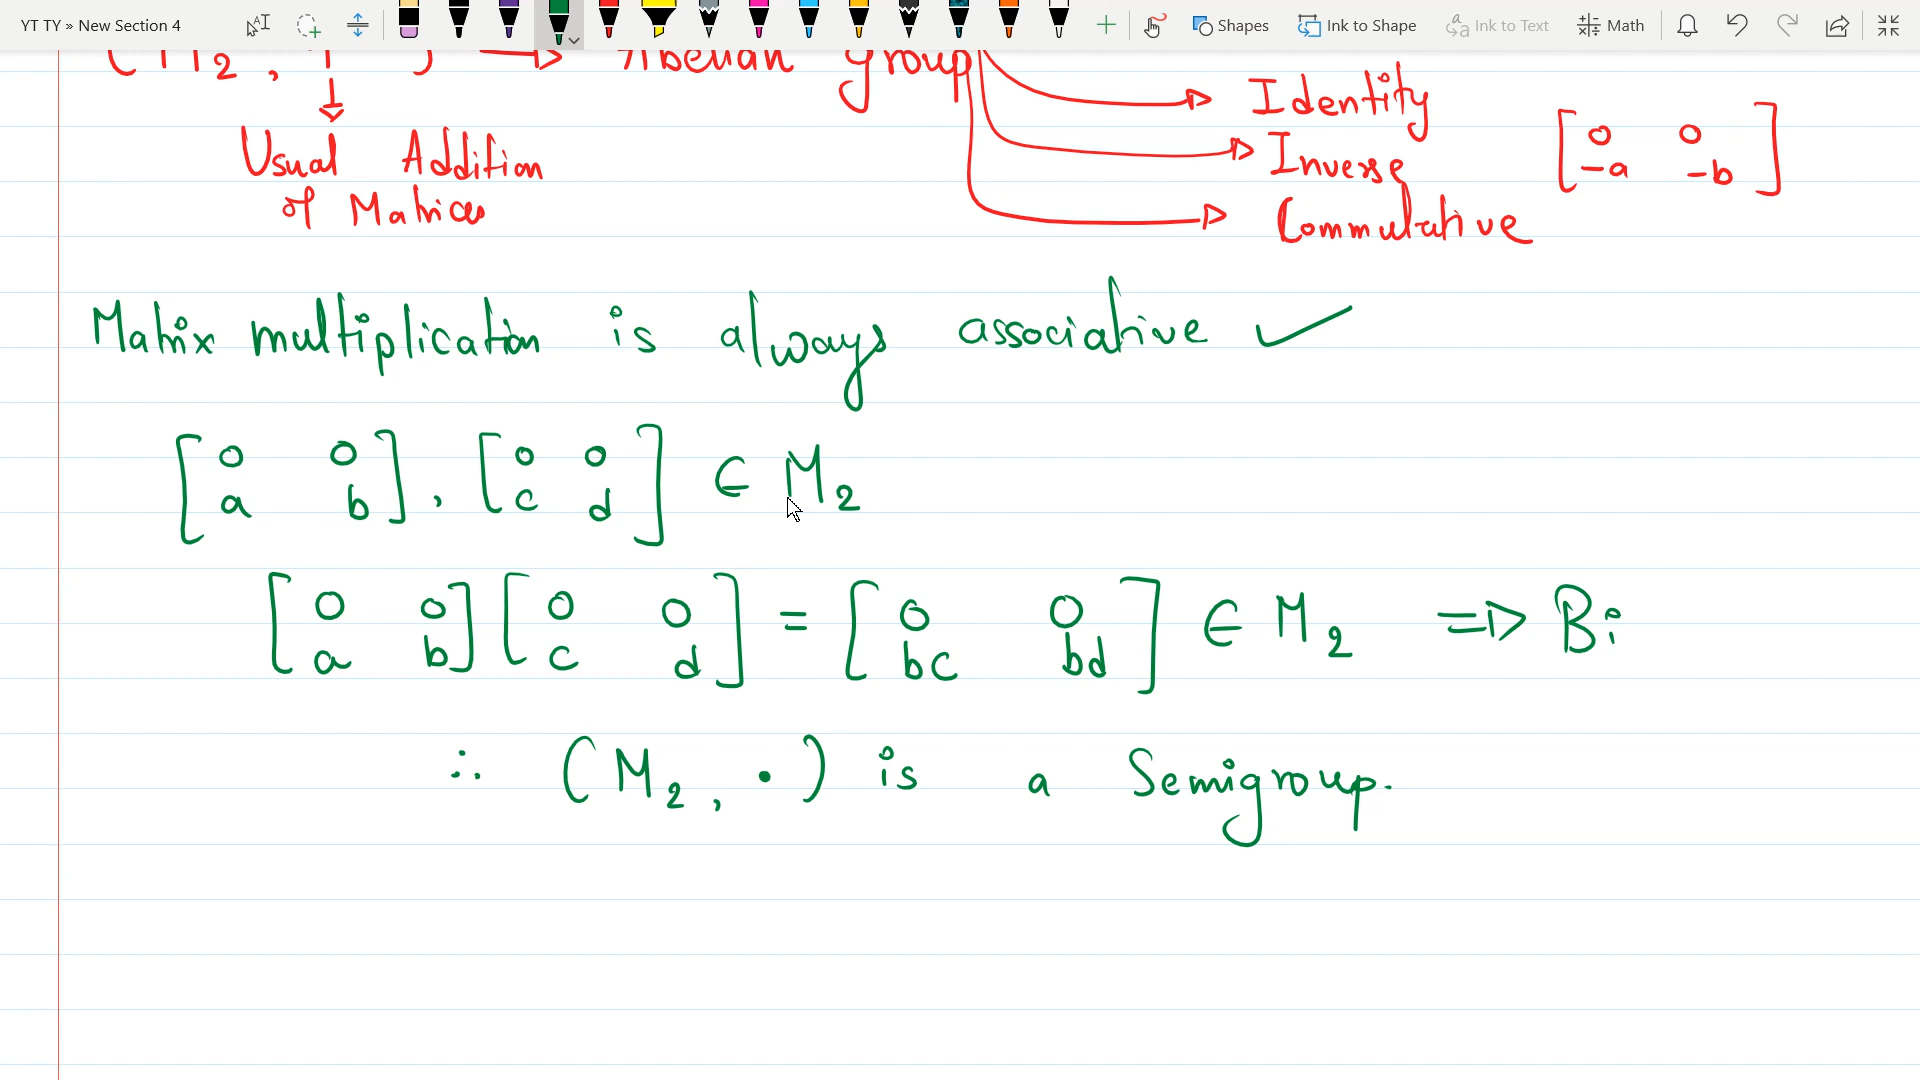 YT TY » New Section 4 Shapes Ink to Shape Ink to Text Math
(M₂, + ) → Abelian group
→ Identity
Usual Addition
of Matrices
→ Inverse [0 0
-a -b]
→ Commutative
Matrix multiplication is always associative ✓
[0 0
a b], [0 0
c d] ∈ M₂
[0 0
a b] [0 0
c d] = [0 0
bc bd] ∈ M₂ ⇒ Bi
∴ (M₂, •) is a Semigroup.